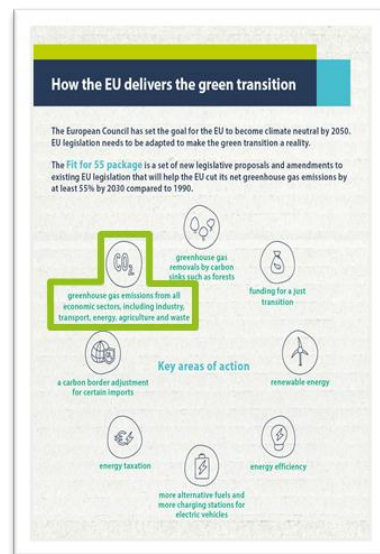 How the EU delivers the green transition
The European Council has set the goal for the EU to become climate neutral by 2050.
EU legislation needs to be adapted to make the green transition a reality.
The Fit for 55 package is a set of new legislative proposals and amendments to
existing EU legislation that will help the EU cut its net greenhouse gas emissions by
at least 55% by 2030 compared to 1990.
CO₂
greenhouse gas emissions from all
economic sectors, including industry,
transport, energy, agriculture and waste
greenhouse gas
removals by carbon
sinks such as forests
funding for a just
transition
a carbon border adjustment
for certain imports
Key areas of action
renewable energy
energy taxation
more alternative fuels and
more charging stations for
electric vehicles
energy efficiency